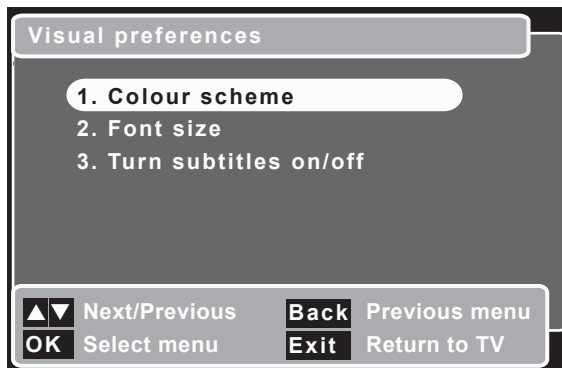 Visual preferences
1. Colour scheme
2. Font size
3. Turn subtitles on/off
▲▼ Next/Previous Back Previous menu
OK Select menu Exit Return to TV